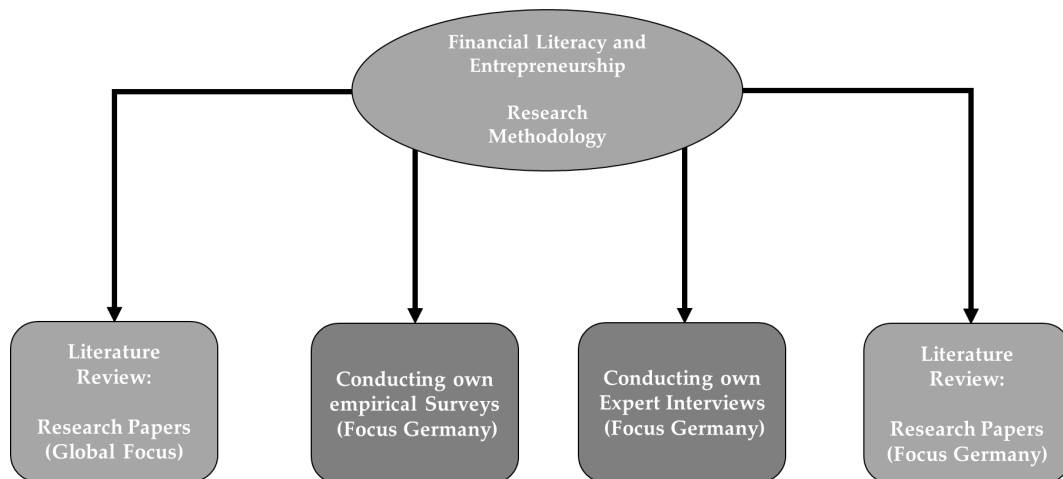 Financial Literacy and
Entrepreneurship
Research
Methodology
Literature
Review:
Research Papers
(Global Focus)
Conducting own
empirical Surveys
(Focus Germany)
Conducting own
Expert Interviews
(Focus Germany)
Literature
Review:
Research Papers
(Focus Germany)